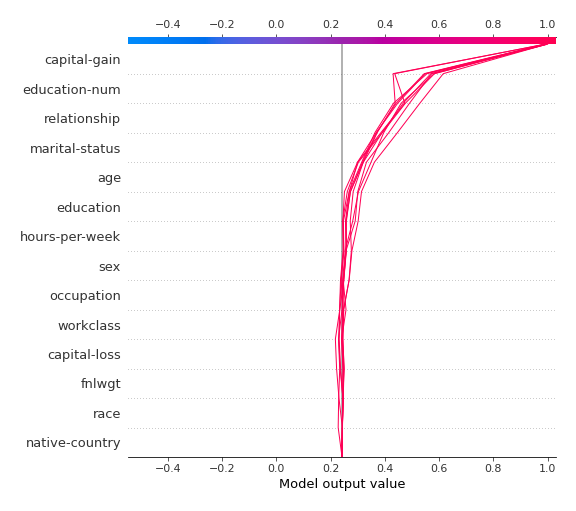 −0.4 −0.2 0.0 0.2 0.4 0.6 0.8 1.0
capital-gain
education-num
relationship
marital-status
age
education
hours-per-week
sex
occupation
workclass
capital-loss
fnlwgt
race
native-country
−0.4 −0.2 0.0 0.2 0.4 0.6 0.8 1.0
Model output value